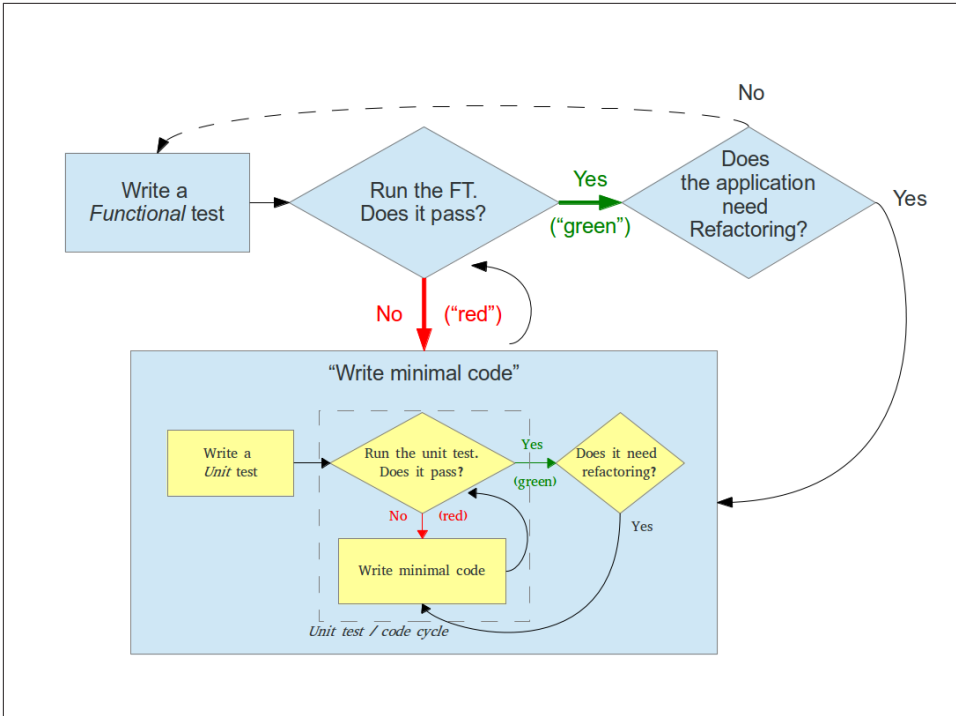 No
Write a
Functional test
Run the FT.
Does it pass?
Yes
(“green”)
Does
the application
need
Refactoring?
Yes
No
(“red”)
“Write minimal code”
Write a
Unit test
Run the unit test.
Does it pass?
Yes
(green)
Does it need
refactoring?
No
(red)
Yes
Write minimal code
Unit test / code cycle